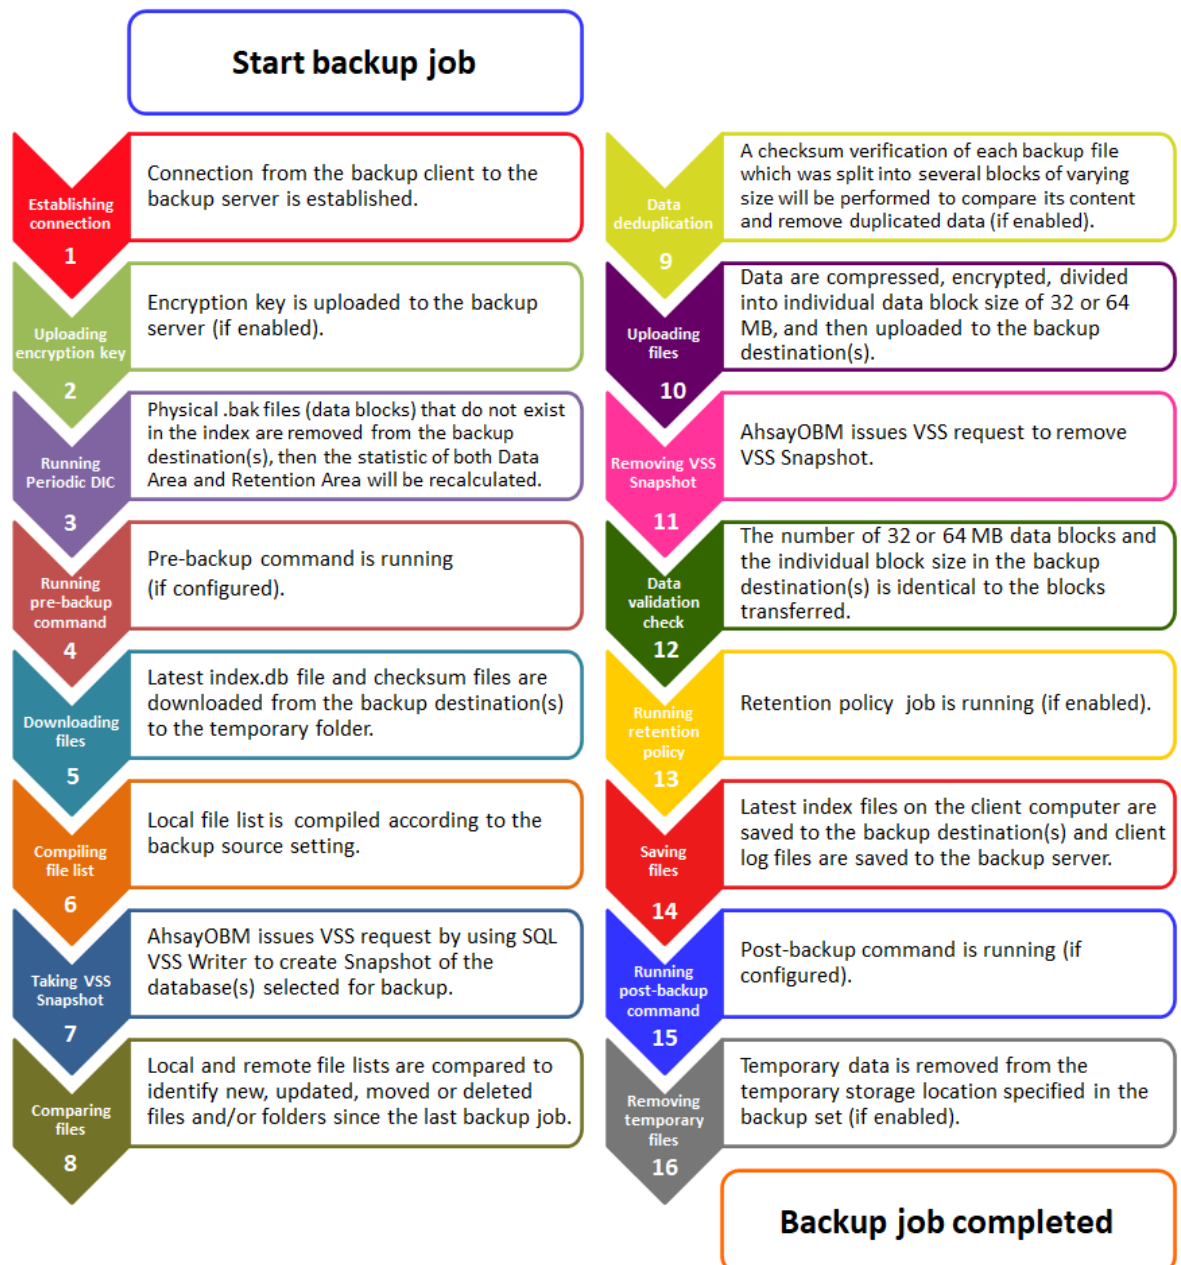 Start backup job
Establishing
connection
1
Connection from the backup client to the
backup server is established.
Uploading
encryption key
2
Encryption key is uploaded to the backup
server (if enabled).
Running
Periodic DIC
3
Physical .bak files (data blocks) that do not exist
in the index are removed from the backup
destination(s), then the statistic of both Data
Area and Retention Area will be recalculated.
Running
pre-backup
command
4
Pre-backup command is running
(if configured).
Downloading
files
5
Latest index.db file and checksum files are
downloaded from the backup destination(s)
to the temporary folder.
Compiling
file list
6
Local file list is compiled according to the
backup source setting.
Taking VSS
Snapshot
7
AhsayOBM issues VSS request by using SQL
VSS Writer to create Snapshot of the
database(s) selected for backup.
Comparing
files
8
Local and remote file lists are compared to
identify new, updated, moved or deleted
files and/or folders since the last backup job.
Data
deduplication
9
A checksum verification of each backup file
which was split into several blocks of varying
size will be performed to compare its content
and remove duplicated data (if enabled).
Uploading
files
10
Data are compressed, encrypted, divided
into individual data block size of 32 or 64
MB, and then uploaded to the backup
destination(s).
Removing VSS
Snapshot
11
AhsayOBM issues VSS request to remove
VSS Snapshot.
Data
validation
check
12
The number of 32 or 64 MB data blocks and
the individual block size in the backup
destination(s) is identical to the blocks
transferred.
Running
retention
policy
13
Retention policy job is running (if enabled).
Saving
files
14
Latest index files on the client computer are
saved to the backup destination(s) and client
log files are saved to the backup server.
Running
post-backup
command
15
Post-backup command is running (if
configured).
Removing
temporary
files
16
Temporary data is removed from the
temporary storage location specified in the
backup set (if enabled).
Backup job completed